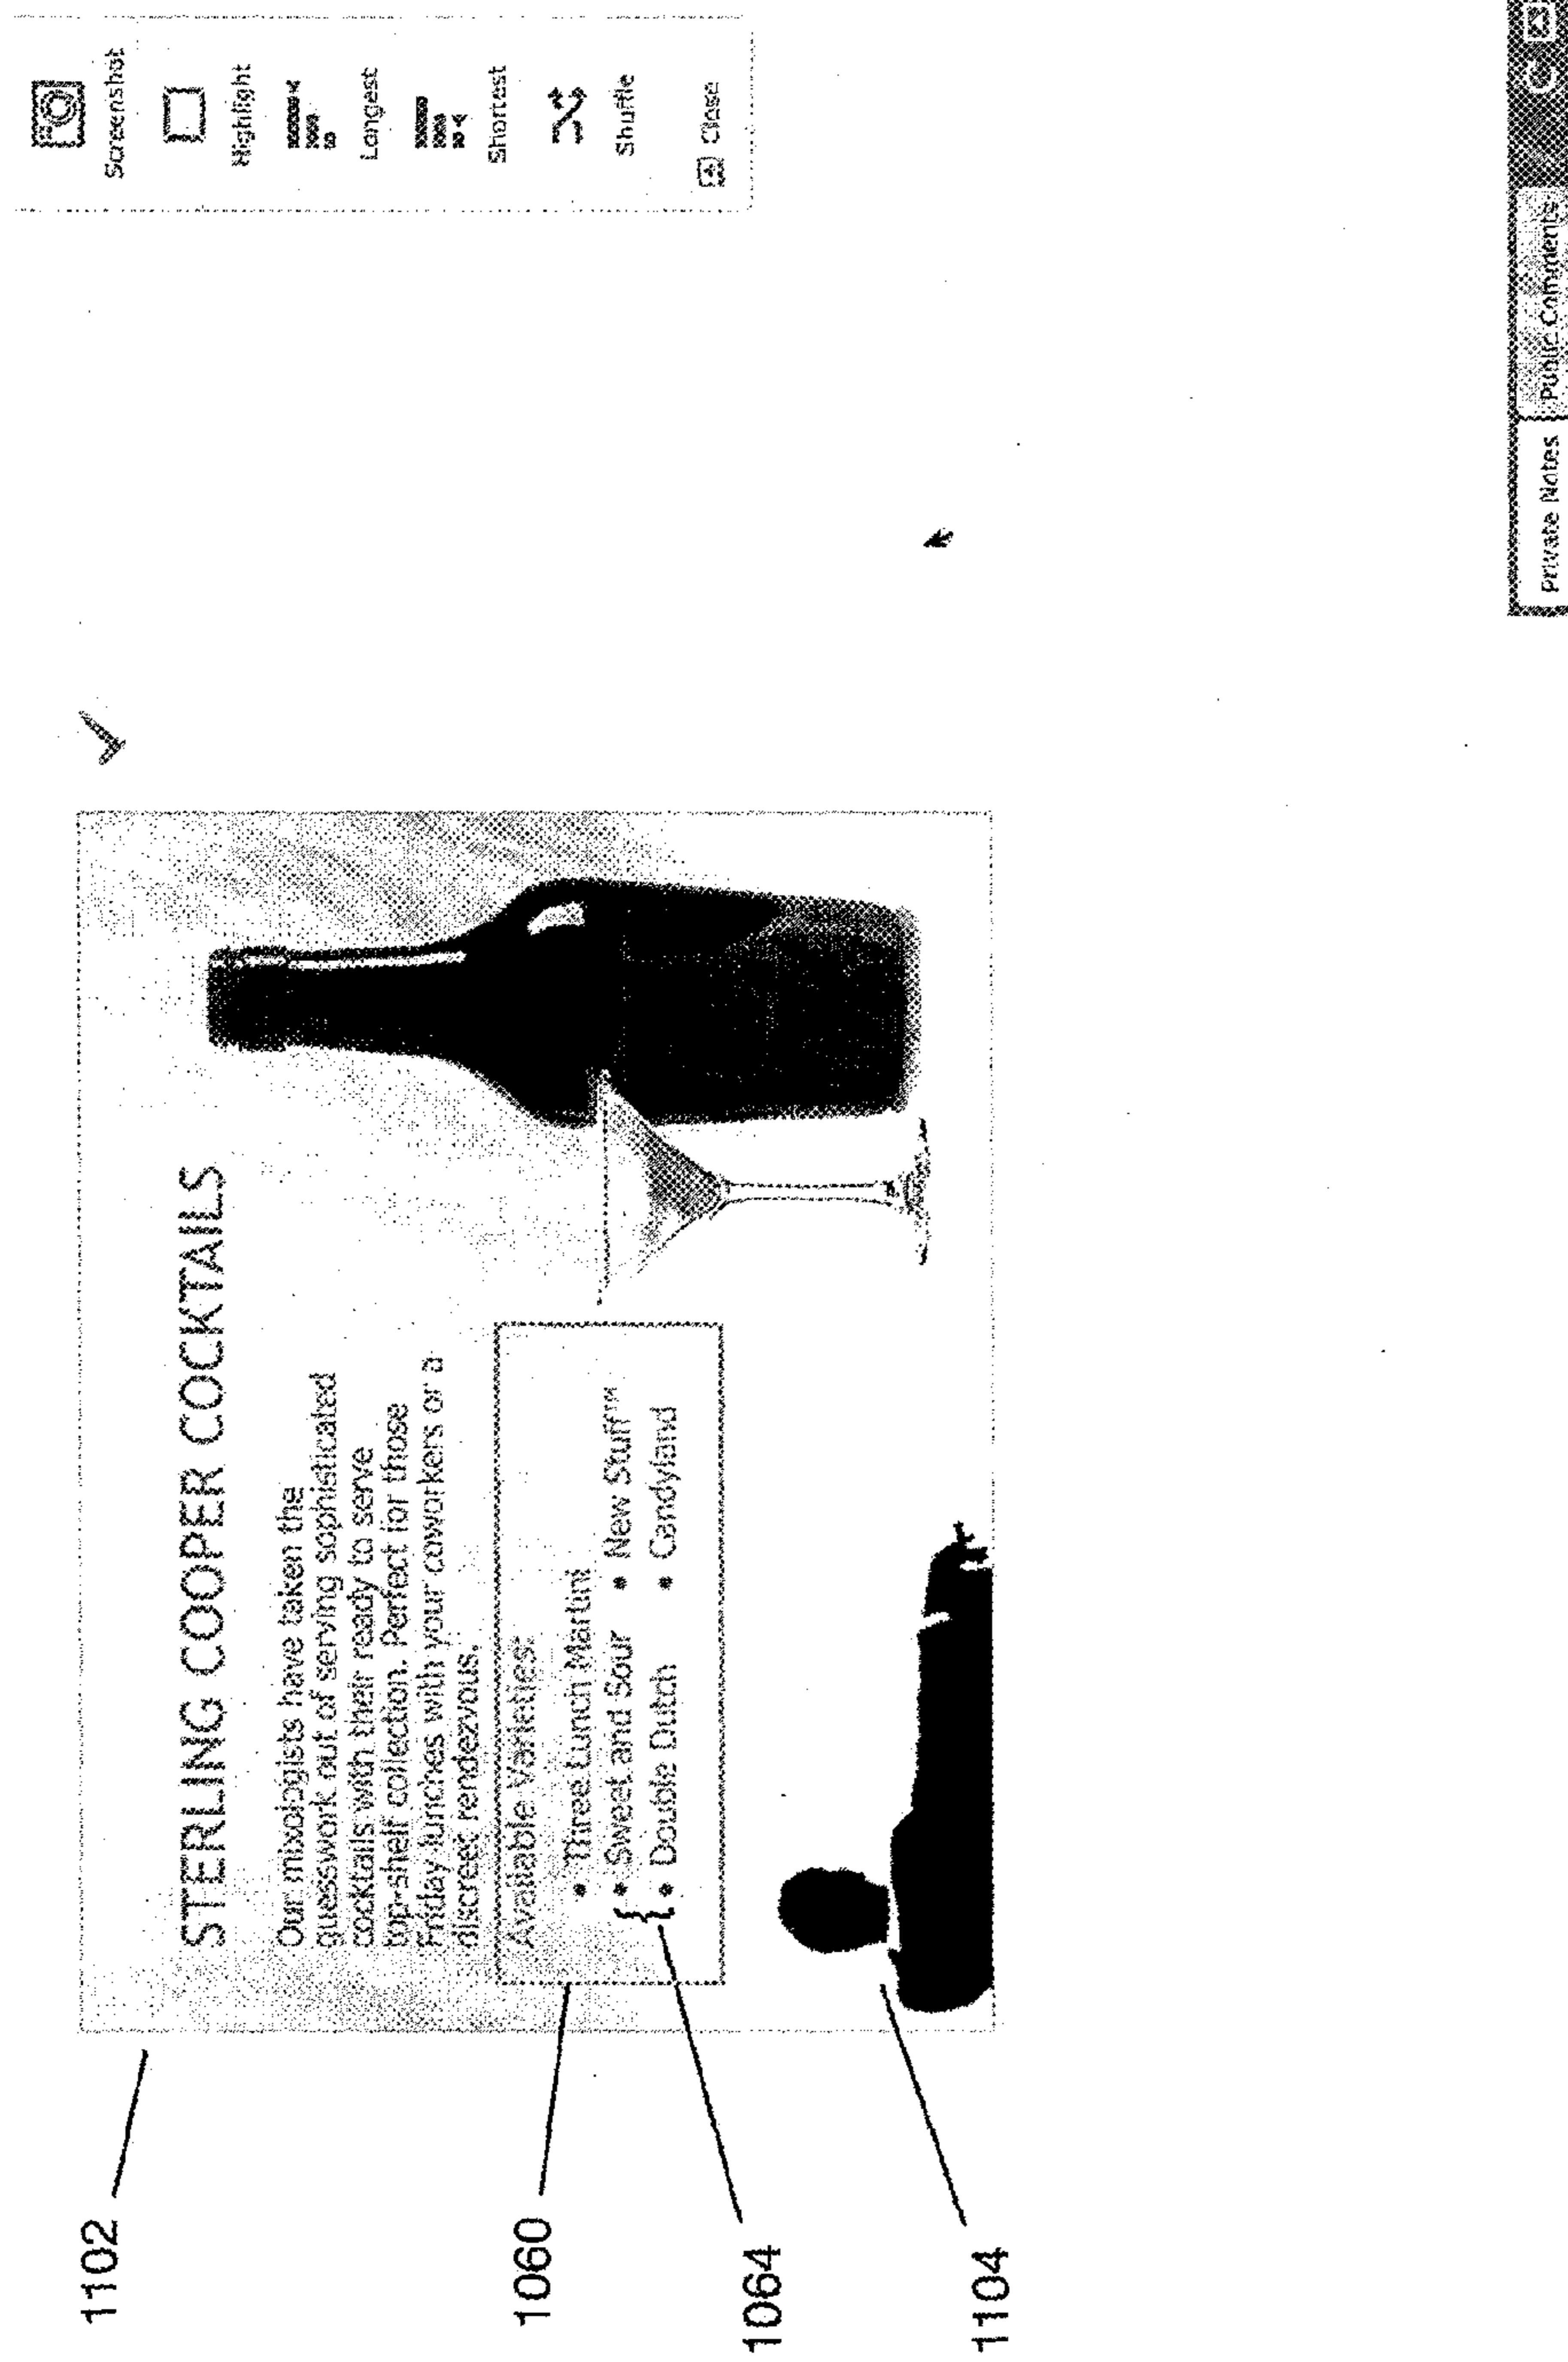 1102
1060
1064
1104
STERLING COOPER COCKTAILS
Our mixologists have taken the
guesswork out of serving sophisticated
cocktails with their ready to serve
top-shelf collection. Perfect for those
Friday lunches with your coworkers or a
discreet rendezvous.
Available Varieties:
• Three Lunch Martini
• Sweet and Sour • New Stuff™
• Double Dutch • Candyland
Screenshot
Highlight
Longest
Shortest
Shuffle
Close
Private Notes Public Comments